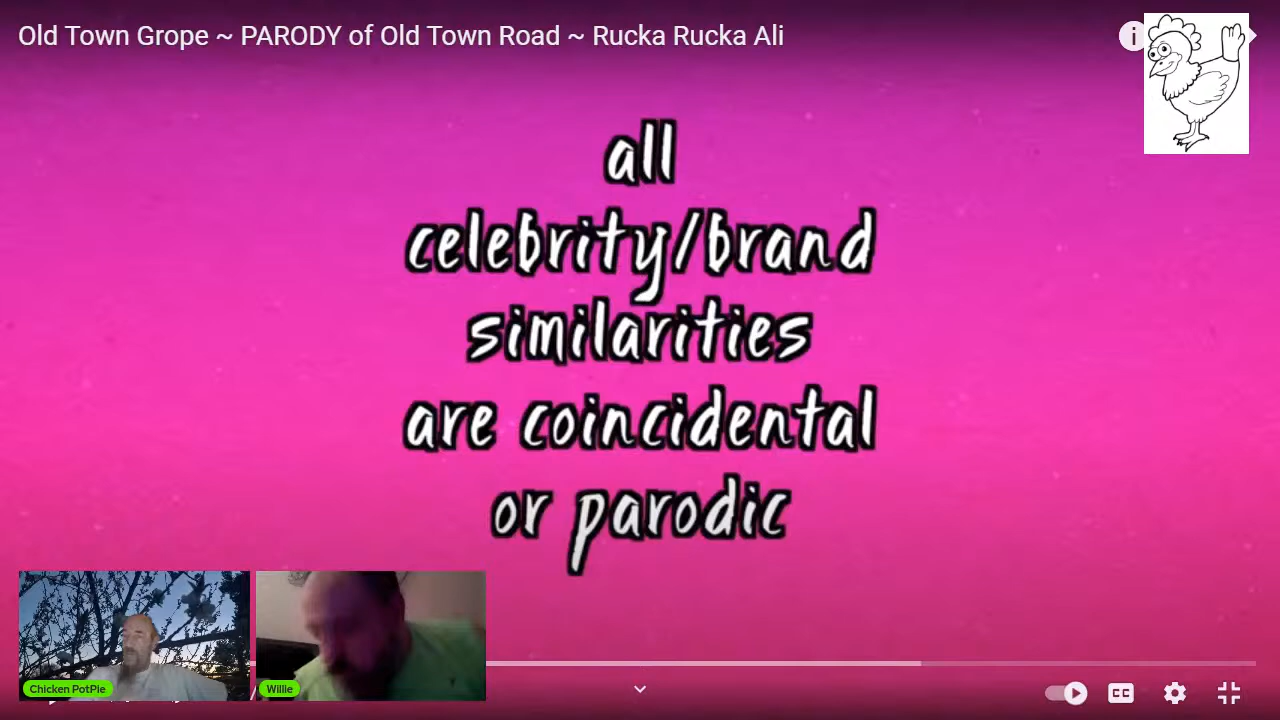 Old Town Grope ~ PARODY of Old Town Road ~ Rucka Rucka Ali
all
celebrity/brand
similarities
are coincidental
or parodic
Chicken PotPie
Willie
CC